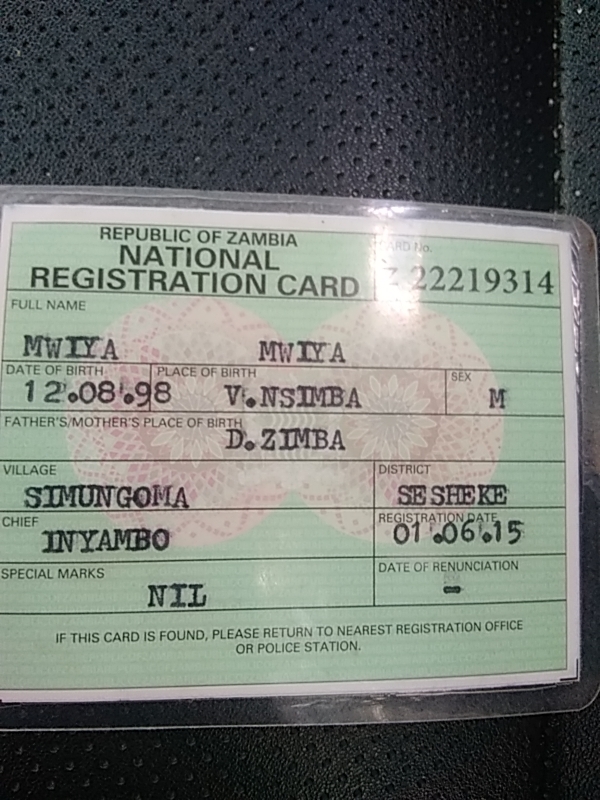 REPUBLIC OF ZAMBIA
NATIONAL
REGISTRATION CARD
CARD No.
Z 22219314
FULL NAME
MWIYA MWIYA
DATE OF BIRTH PLACE OF BIRTH SEX
12.08.98 V.NSIMBA M
FATHER'S/MOTHER'S PLACE OF BIRTH
D.ZIMBA
VILLAGE DISTRICT
SIMUNGOMA SESHEKE
CHIEF REGISTRATION DATE
INYAMBO 01.06.15
SPECIAL MARKS DATE OF RENUNCIATION
NIL -
IF THIS CARD IS FOUND, PLEASE RETURN TO NEAREST REGISTRATION OFFICE
OR POLICE STATION.